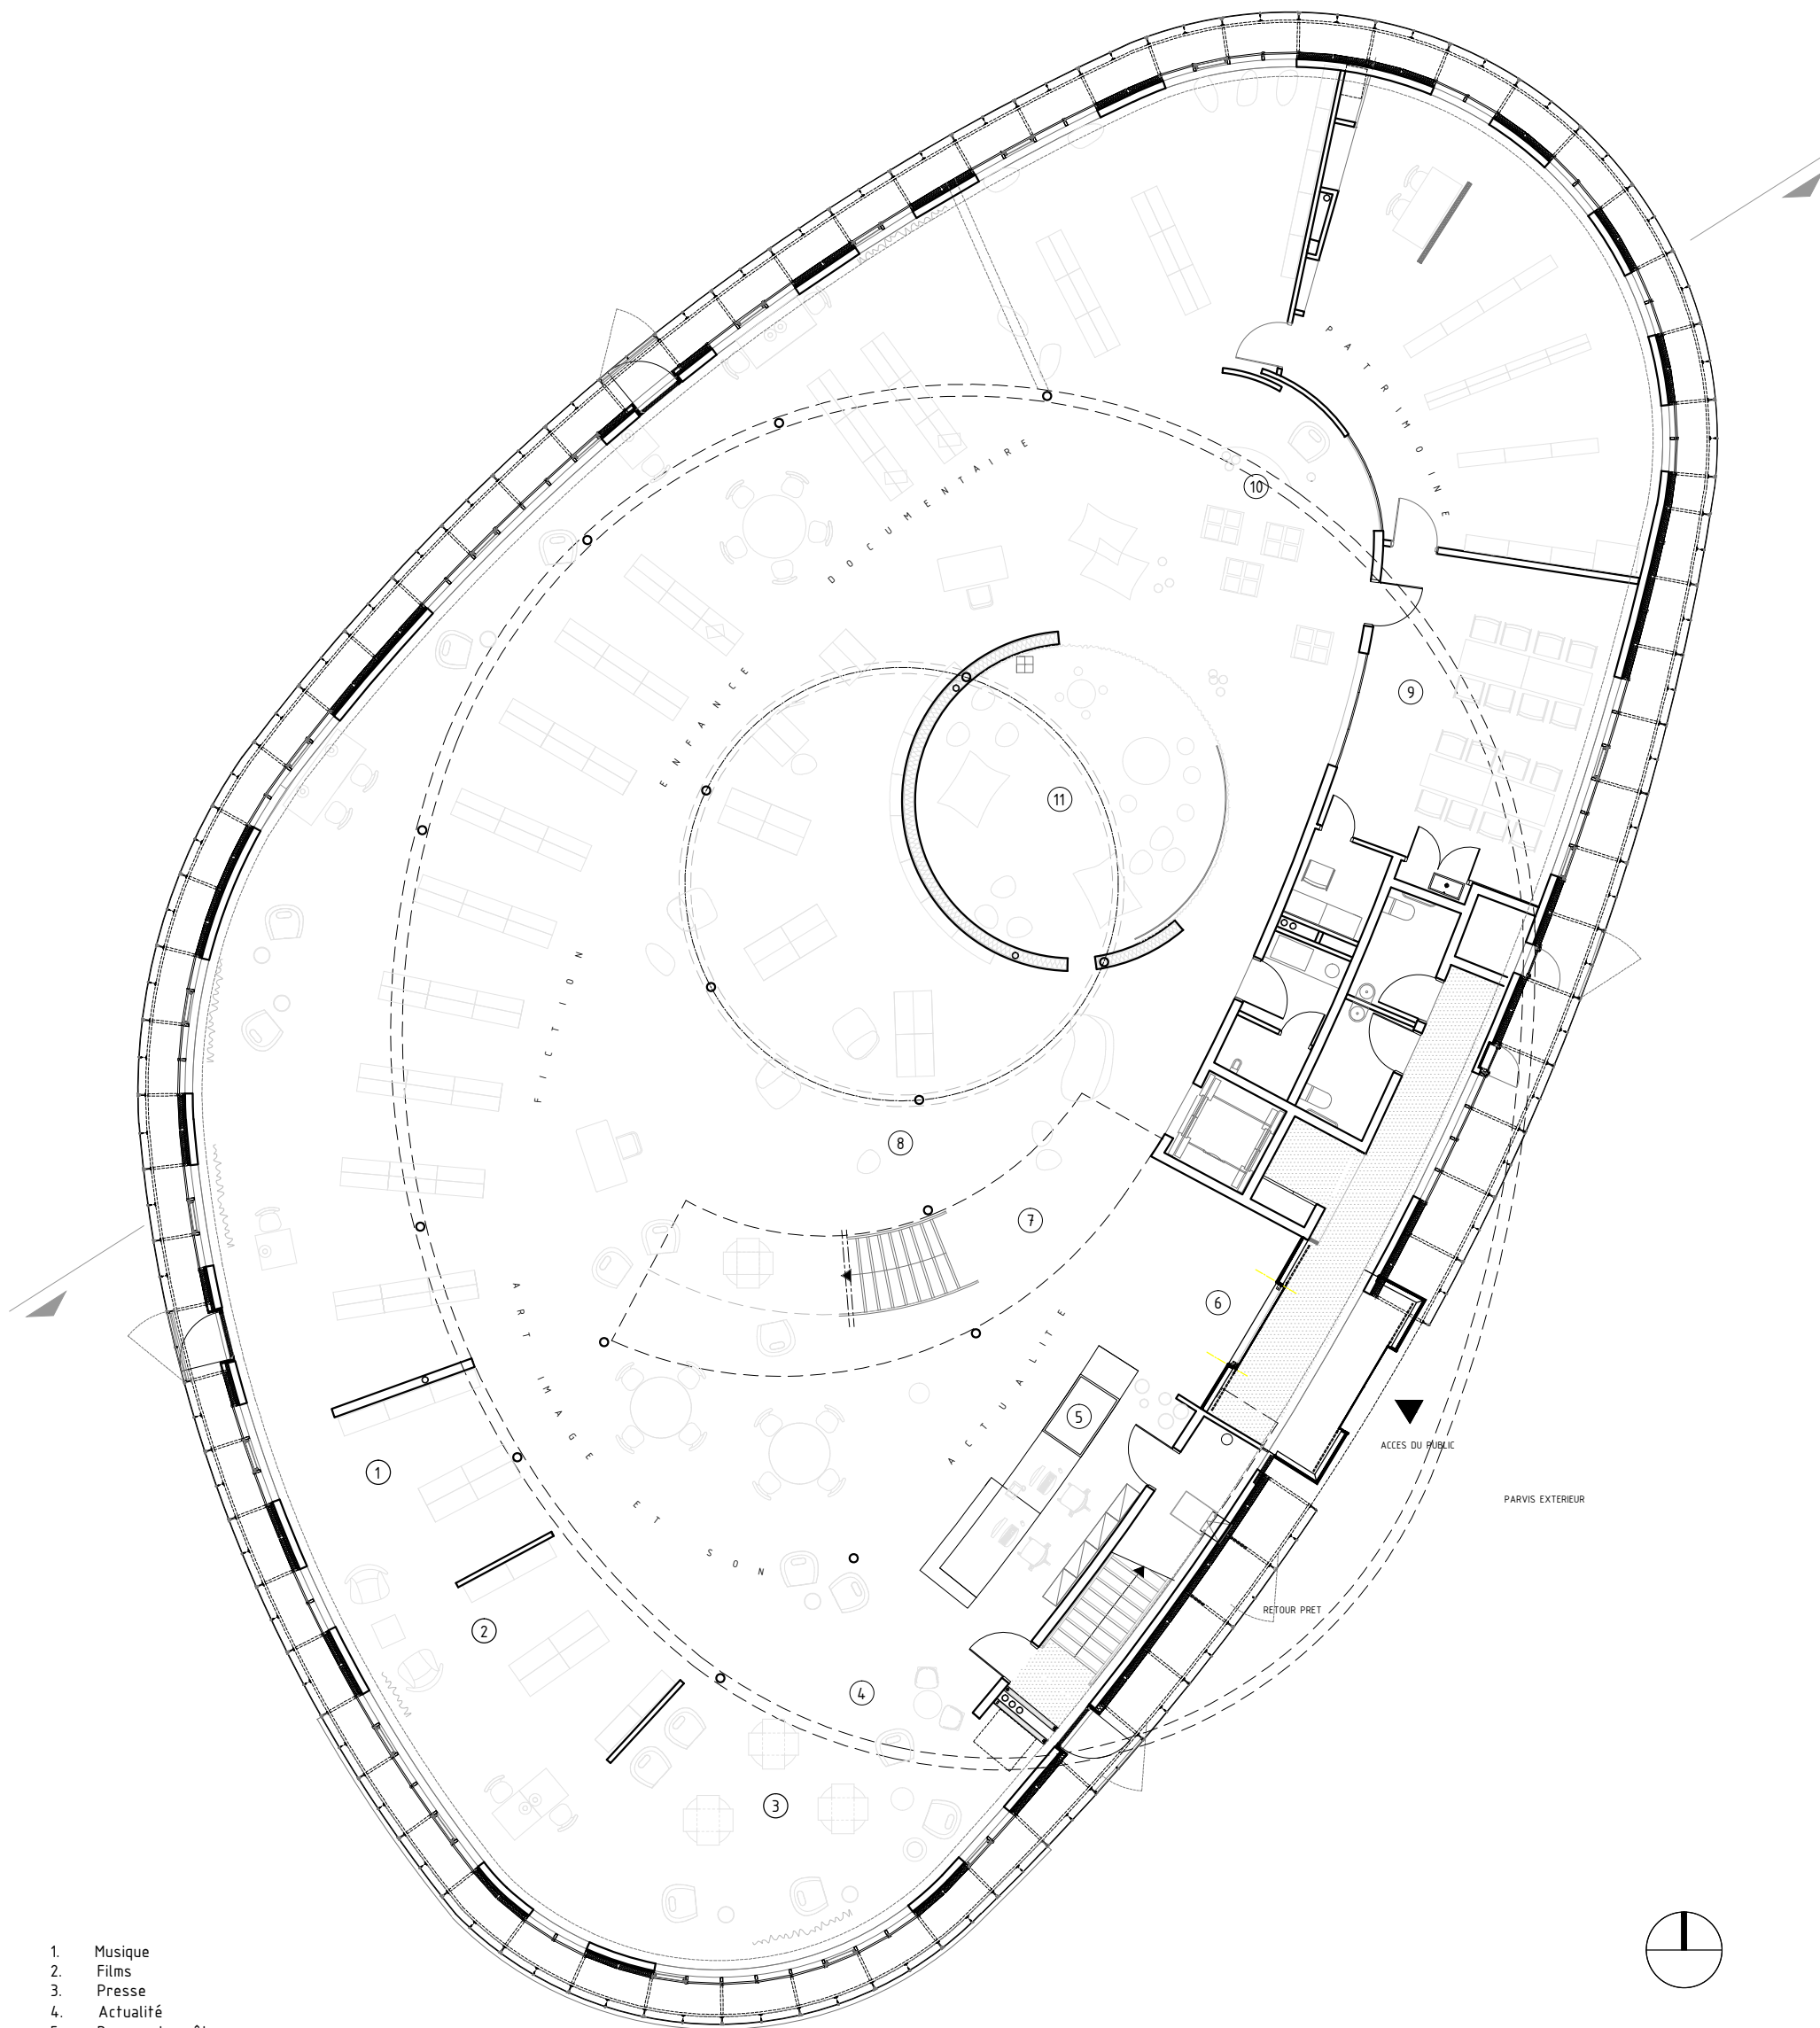 PATRIMOINE
DOCUMENTAIRE
10
ENFANCE
9
11
FICTION
8
7
6
ACTUALITE
ART IMAGE ET SON
5
ACCES DU PUBLIC
1
PARVIS EXTERIEUR
RETOUR PRET
2
4
3
1. Musique
2. Films
3. Presse
4. Actualité